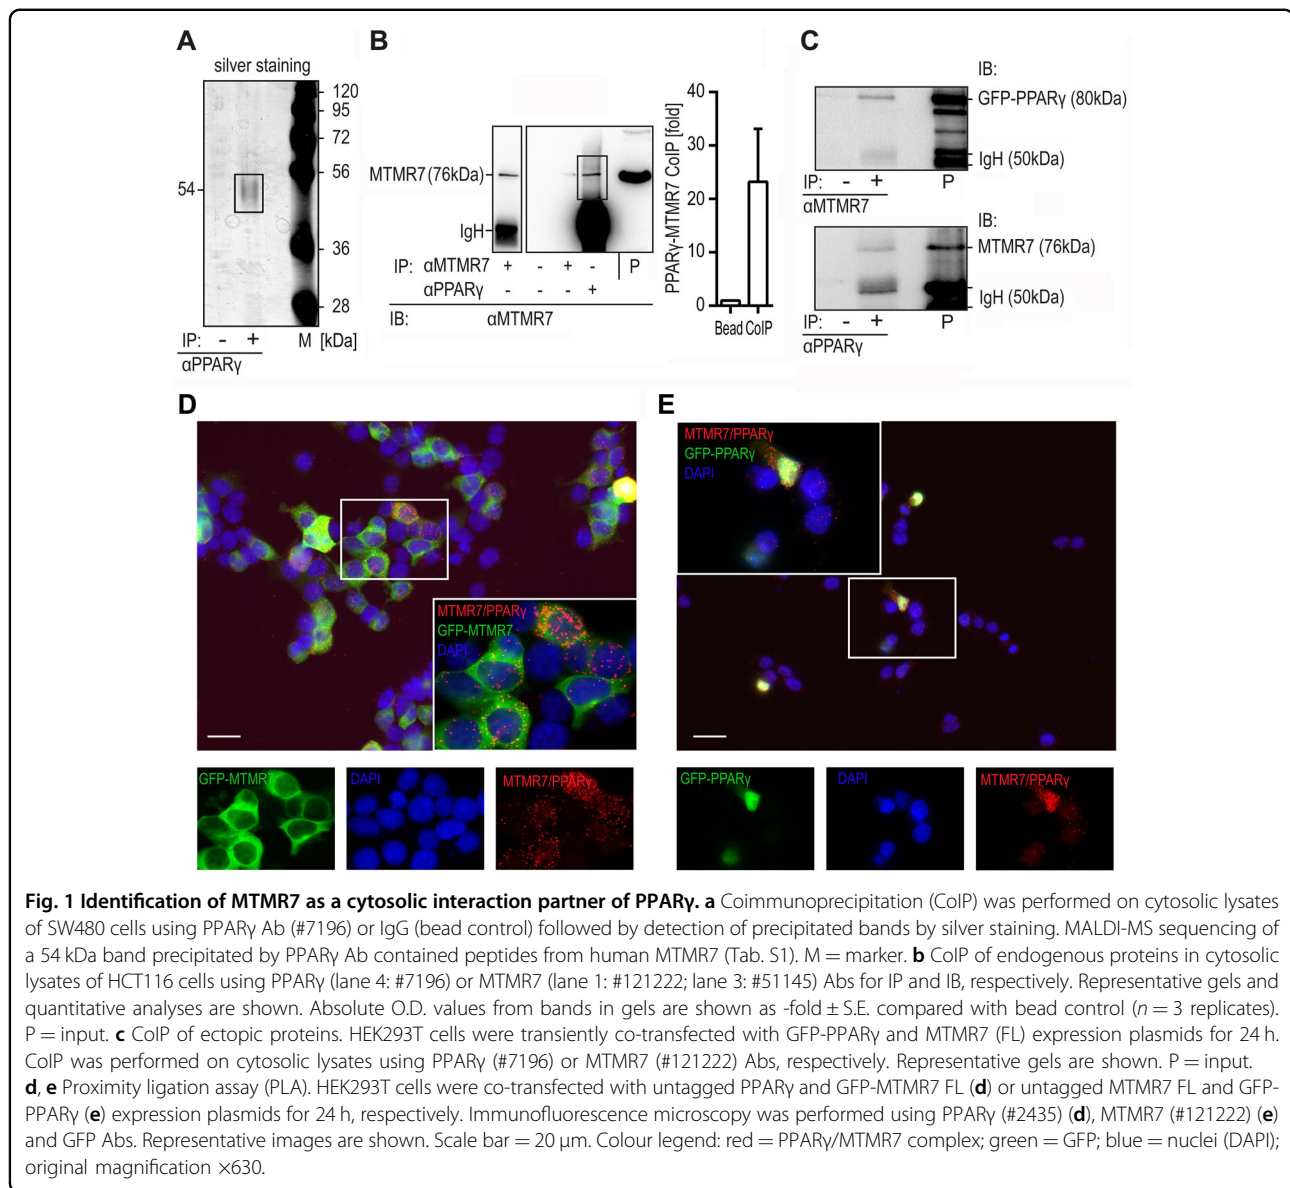 A
silver staining
120
95
72
56
54
36
28
IP: - + M [kDa]
αPPARγ
B
MTMR7 (76kDa)
IgH
IP: αMTMR7 + - + - P
αPPARγ - - - +
IB: αMTMR7
PPARγ-MTMR7 CoIP [fold]
40
30
20
10
0
Bead CoIP
C
IB:
GFP-PPARγ (80kDa)
IgH (50kDa)
IP: - + P
αMTMR7
IB:
MTMR7 (76kDa)
IgH (50kDa)
IP: - + P
αPPARγ
D
MTMR7/PPARγ
GFP-MTMR7
DAPI
GFP-MTMR7
DAPI
MTMR7/PPARγ
E
MTMR7/PPARγ
GFP-PPARγ
DAPI
GFP-PPARγ
DAPI
MTMR7/PPARγ
Fig. 1 Identification of MTMR7 as a cytosolic interaction partner of PPARγ. a Coimmunoprecipitation (CoIP) was performed on cytosolic lysates
of SW480 cells using PPARγ Ab (#7196) or IgG (bead control) followed by detection of precipitated bands by silver staining. MALDI-MS sequencing of
a 54 kDa band precipitated by PPARγ Ab contained peptides from human MTMR7 (Tab. S1). M = marker. b CoIP of endogenous proteins in cytosolic
lysates of HCT116 cells using PPARγ (lane 4: #7196) or MTMR7 (lane 1: #121222; lane 3: #51145) Abs for IP and IB, respectively. Representative gels and
quantitative analyses are shown. Absolute O.D. values from bands in gels are shown as -fold ± S.E. compared with bead control (n = 3 replicates).
P = input. c CoIP of ectopic proteins. HEK293T cells were transiently co-transfected with GFP-PPARγ and MTMR7 (FL) expression plasmids for 24 h.
CoIP was performed on cytosolic lysates using PPARγ (#7196) or MTMR7 (#121222) Abs, respectively. Representative gels are shown. P = input.
d, e Proximity ligation assay (PLA). HEK293T cells were co-transfected with untagged PPARγ and GFP-MTMR7 FL (d) or untagged MTMR7 FL and GFP-
PPARγ (e) expression plasmids for 24 h, respectively. Immunofluorescence microscopy was performed using PPARγ (#2435) (d), MTMR7 (#121222) (e)
and GFP Abs. Representative images are shown. Scale bar = 20 μm. Colour legend: red = PPARγ/MTMR7 complex; green = GFP; blue = nuclei (DAPI);
original magnification ×630.